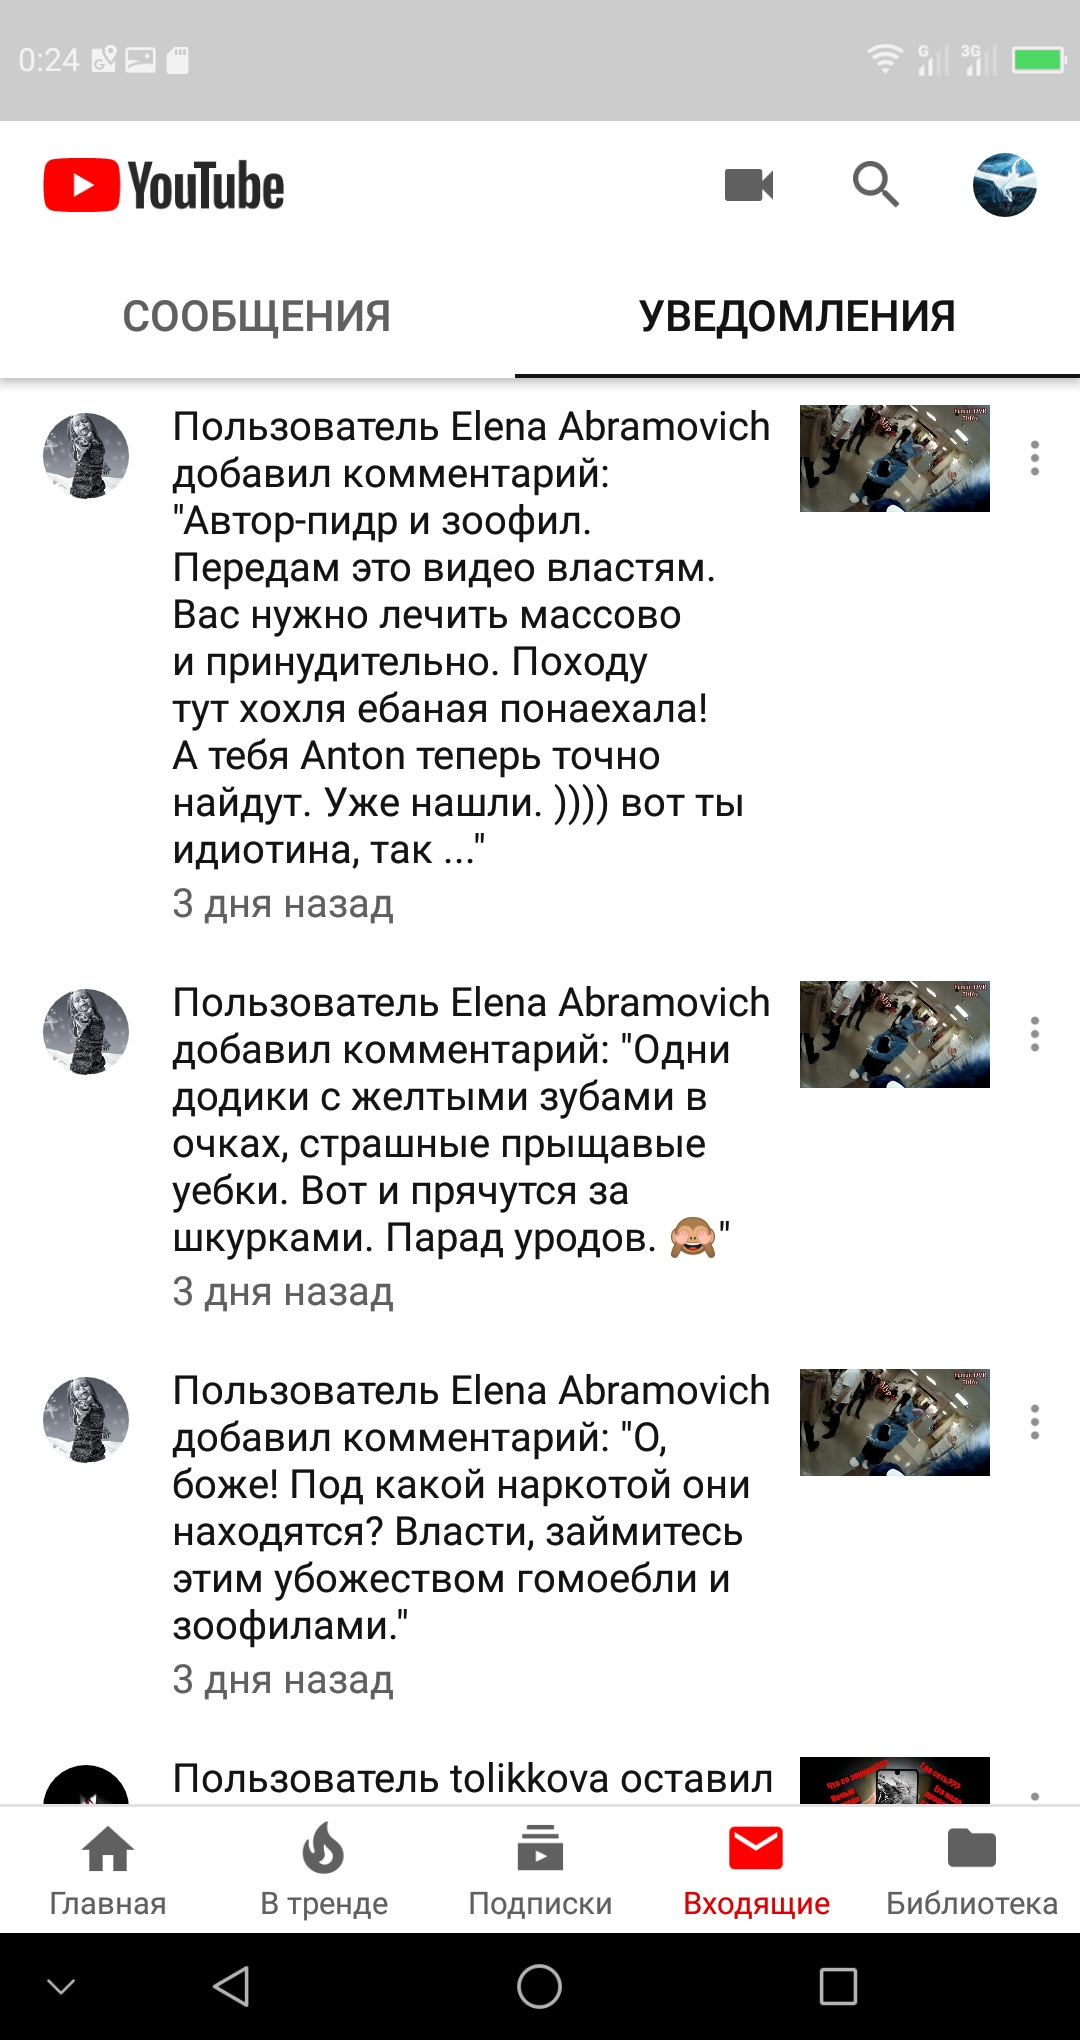 0:24
G
3G
YouTube
СООБЩЕНИЯ
УВЕДОМЛЕНИЯ
Пользователь Elena Abramovich
добавил комментарий:
"Автор-пидр и зоофил.
Передам это видео властям.
Вас нужно лечить массово
и принудительно. Походу
тут хохля ебаная понаехала!
А тебя Anton теперь точно
найдут. Уже нашли. )))) вот ты
идиотина, так ..."
3 дня назад
Пользователь Elena Abramovich
добавил комментарий: "Одни
додики с желтыми зубами в
очках, страшные прыщавые
уебки. Вот и прячутся за
шкурками. Парад уродов. 🙈"
3 дня назад
Пользователь Elena Abramovich
добавил комментарий: "О,
боже! Под какой наркотой они
находятся? Власти, займитесь
этим убожеством гомоебли и
зоофилами."
3 дня назад
Пользователь tolikkova оставил
Главная
В тренде
Подписки
Входящие
Библиотека